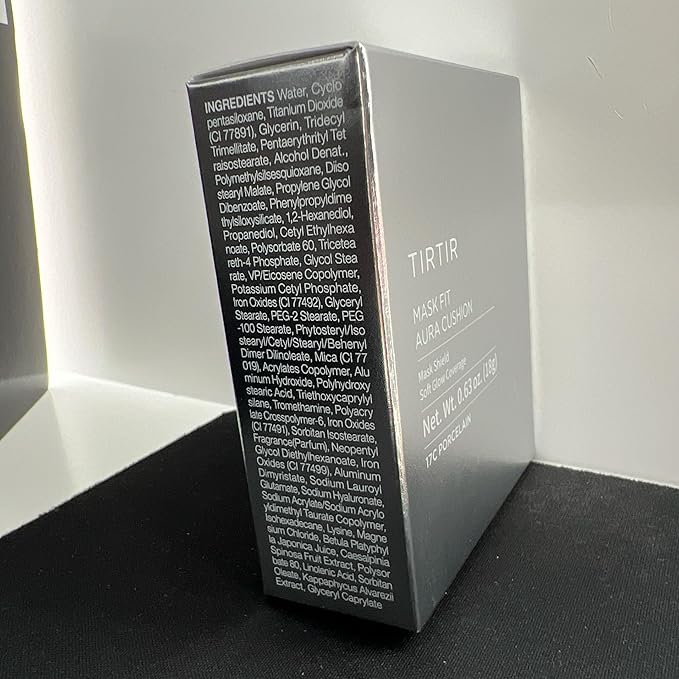 INGREDIENTS Water, Cyclo
pentasiloxane, Titanium Dioxide
(CI 77891), Glycerin, Tridecyl
Trimellitate, Pentaerythrityl Tet
raisostearate, Alcohol Denat.,
Polymethylsilsesquioxane, Diiso
stearyl Malate, Propylene Glycol
Dibenzoate, Phenylpropyldime
thylsiloxysilicate, 1,2-Hexanediol,
Propanediol, Cetyl Ethylhexa
noate, Polysorbate 60, Tricetea
reth-4 Phosphate, Glycol Stea
rate, VP/Eicosene Copolymer,
Potassium Cetyl Phosphate,
Iron Oxides (CI 77492), Glyceryl
Stearate, PEG-2 Stearate, PEG
-100 Stearate, Phytosteryl/Iso
stearyl/Cetyl/Stearyl/Behenyl
Dimer Dilinoleate, Mica (CI 77
019), Acrylates Copolymer, Alu
minum Hydroxide, Polyhydroxy
stearic Acid, Triethoxycaprylyl
silane, Tromethamine, Polyacry
late Crosspolymer-6, Iron Oxides
(CI 77491), Sorbitan Isostearate,
Fragrance(Parfum), Neopentyl
Glycol Diethylhexanoate, Iron
Oxides (CI 77499), Aluminum
Dimyristate, Sodium Lauroyl
Glutamate, Sodium Hyaluronate,
Sodium Acrylate/Sodium Acrylo
yldimethyl Taurate Copolymer,
Isohexadecane, Lysine, Magne
sium Chloride, Betula Platyphyl
la Japonica Juice, Caesalpinia
Spinosa Fruit Extract, Polysor
bate 80, Linolenic Acid, Sorbitan
Oleate, Kappaphycus Alvarezii
Extract, Glyceryl Caprylate
TIRTIR
MASK FIT
AURA CUSHION
Mask Shield
Soft Glow Coverage
Net. Wt. 0.63 oz. (18g)
17C PORCELAIN